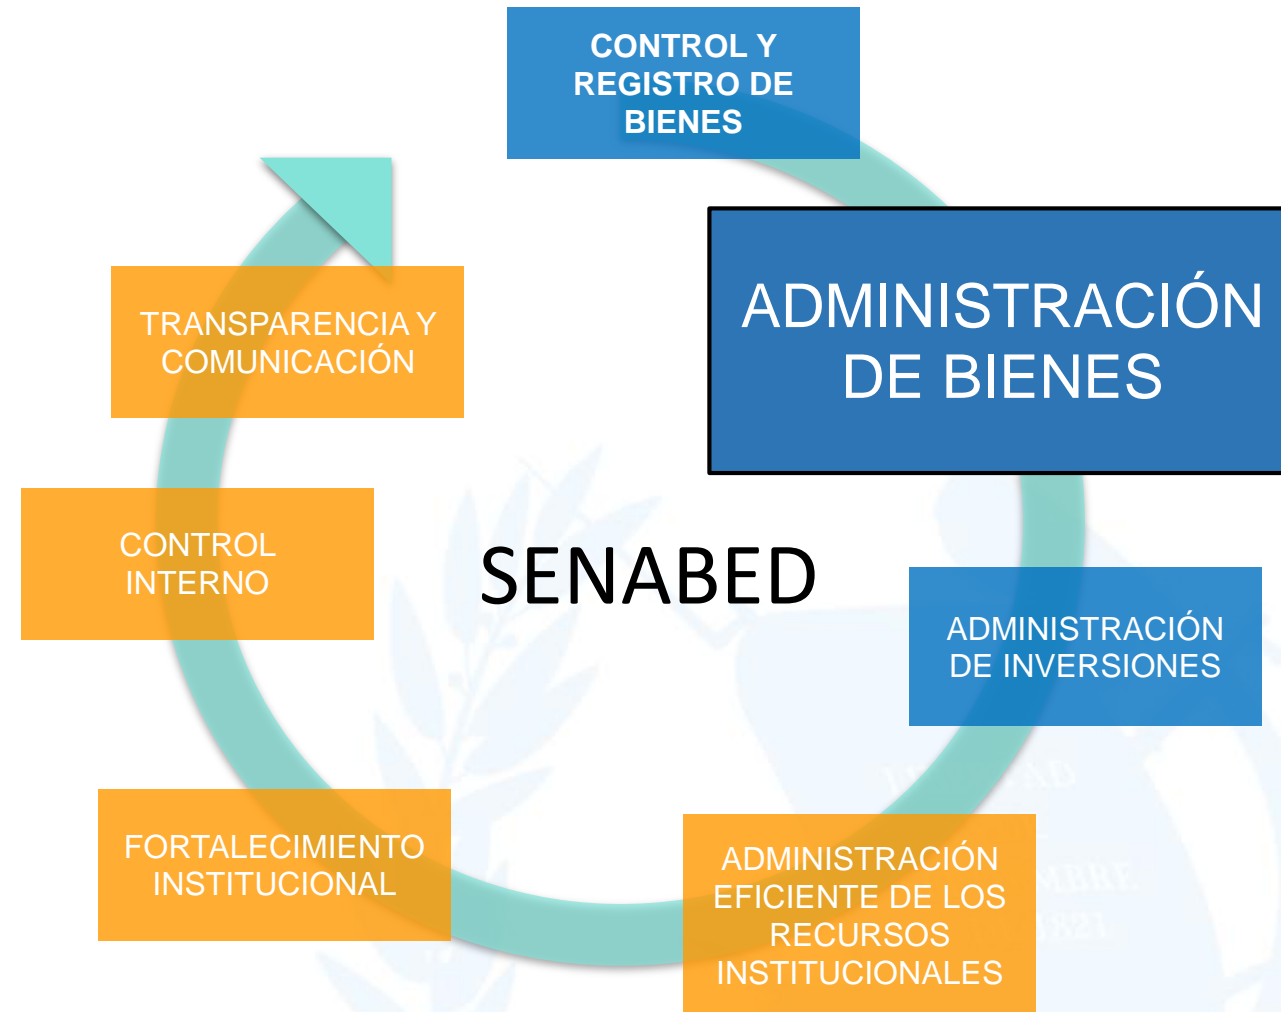 CONTROL Y
REGISTRO DE
BIENES
ADMINISTRACIÓN
DE BIENES
ADMINISTRACIÓN
DE INVERSIONES
ADMINISTRACIÓN
EFICIENTE DE LOS
RECURSOS
INSTITUCIONALES
FORTALECIMIENTO
INSTITUCIONAL
CONTROL
INTERNO
TRANSPARENCIA Y
COMUNICACIÓN
SENABED
1821